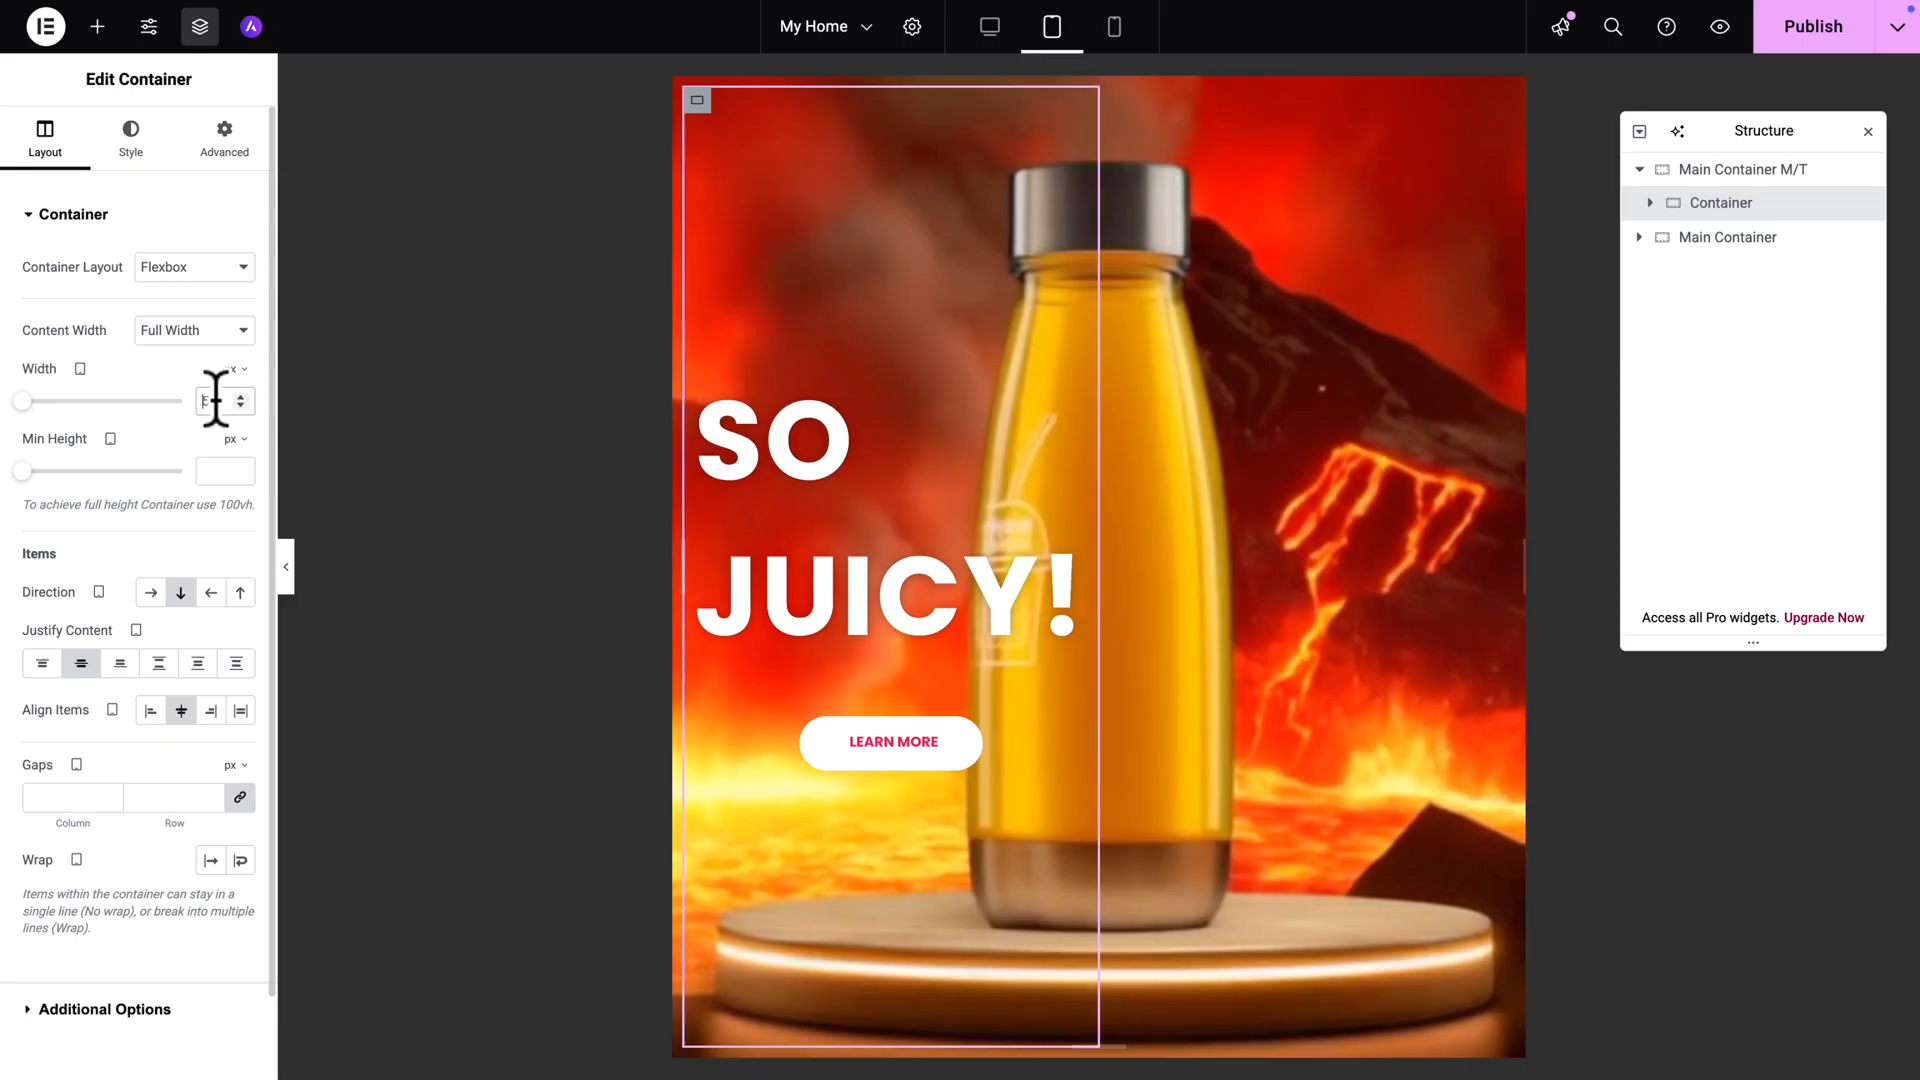 My Home
Publish
Edit Container
Layout
Style
Advanced
Container
Container Layout
Flexbox
Content Width
Full Width
Width
Min Height
px
To achieve full height Container use 100vh.
Items
Direction
Justify Content
Align Items
Gaps
px
Column
Row
Wrap
Items within the container can stay in a
single line (No wrap), or break into multiple
lines (Wrap).
Additional Options
SO
JUICY!
LEARN MORE
Structure
Main Container M/T
Container
Main Container
Access all Pro widgets. Upgrade Now